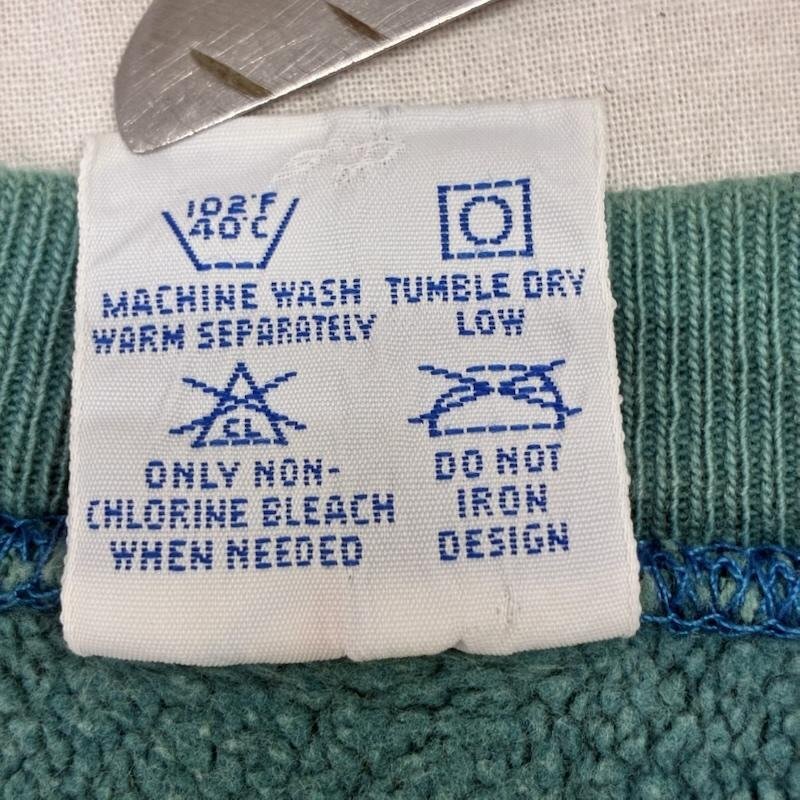 102°F
40°C
MACHINE WASH
WARM SEPARATELY
TUMBLE DRY
LOW
CL
ONLY NON-
CHLORINE BLEACH
WHEN NEEDED
DO NOT
IRON
DESIGN